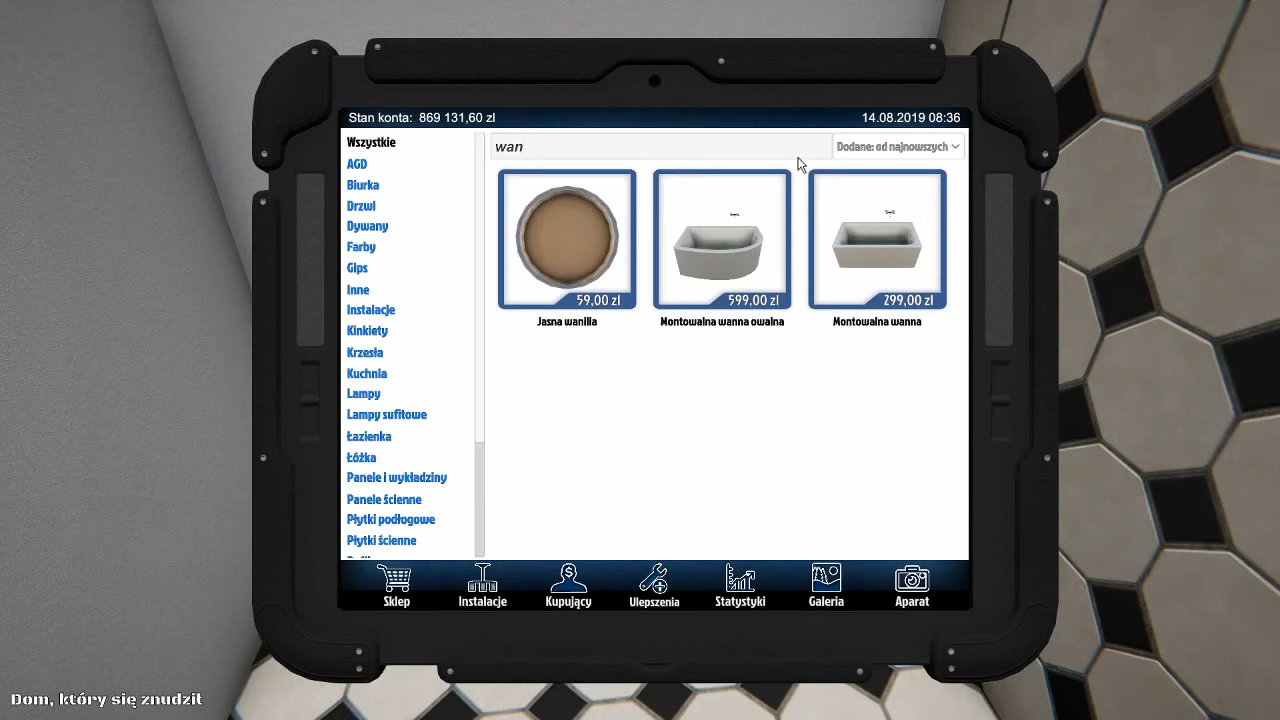 Stan konta: 869 131,60 zl
14.08.2019 08:36
wan
Dodane: od najnowszych
Wszystkie
AGD
Biurka
Drzwi
Dywany
Farby
Gips
Inne
Instalacje
Kinkiety
Krzesła
Kuchnia
Lampy
Lampy sufitowe
Łazienka
Łóżka
Panele i wykładziny
Panele ścienne
Płytki podłogowe
Płytki ścienne
59,00 zl
599,00 zl
299,00 zl
Jasna wanilia
Montowalna wanna owalna
Montowalna wanna
Sklep
Instalacje
Kupujący
Ulepszenia
Statystyki
Galeria
Aparat
Dom, który się znudził